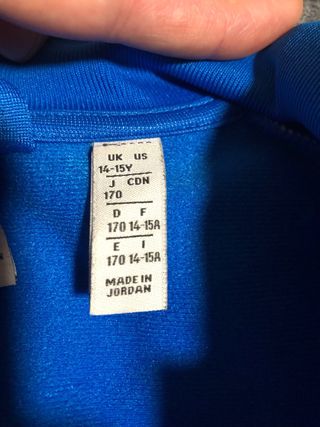 UK US
14-15Y
J CDN
170
D F
170 14-15A
E I
170 14-15A
MADE IN
JORDAN